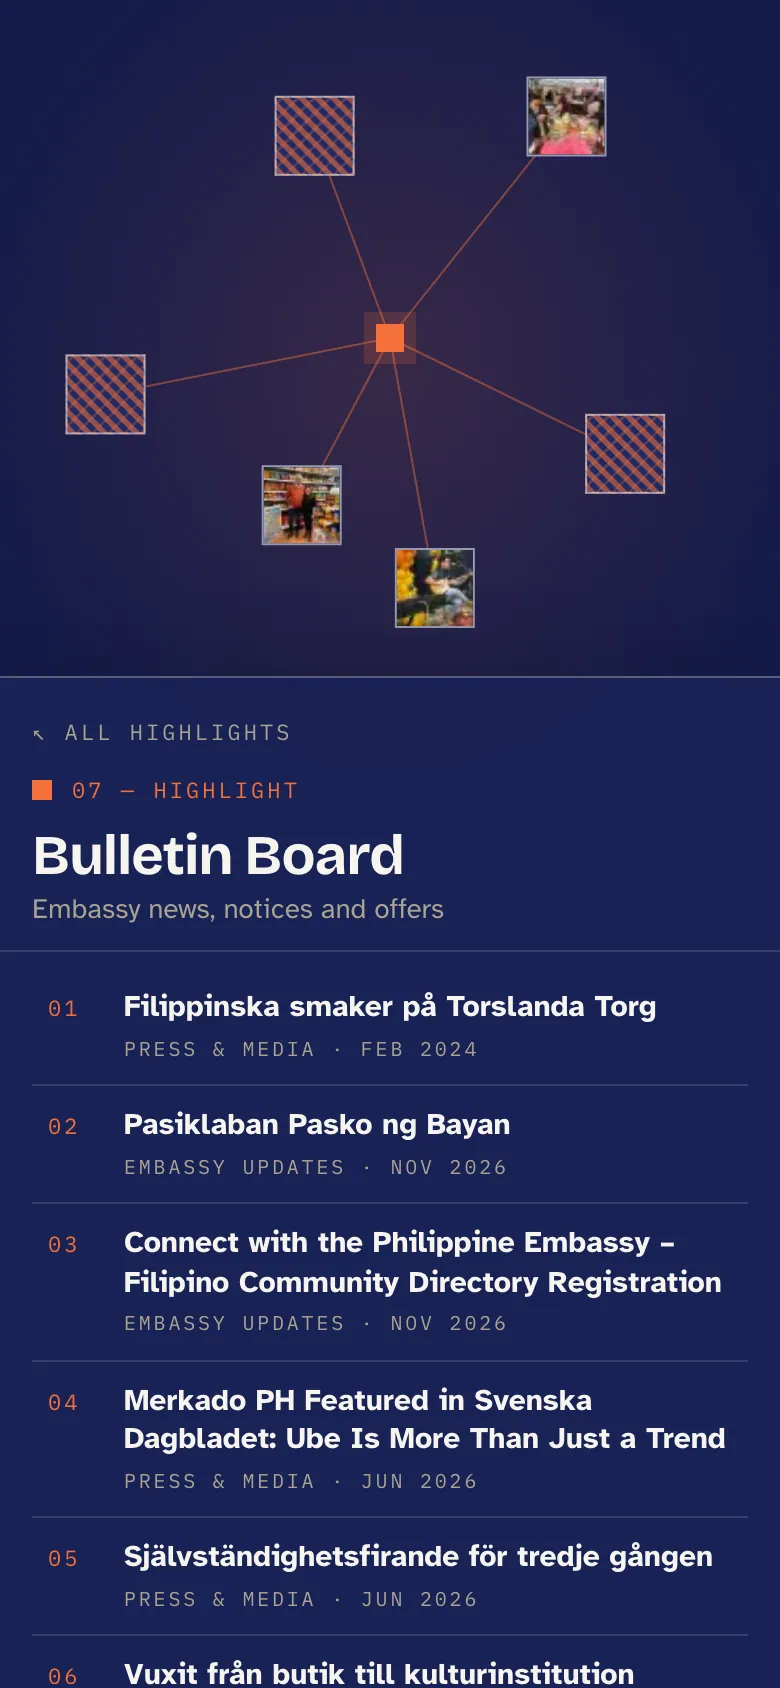 ↖ ALL HIGHLIGHTS
07 — HIGHLIGHT
Bulletin Board
Embassy news, notices and offers
01
Filippinska smaker på Torslanda Torg
PRESS & MEDIA · FEB 2024
02
Pasiklaban Pasko ng Bayan
EMBASSY UPDATES · NOV 2026
03
Connect with the Philippine Embassy –
Filipino Community Directory Registration
EMBASSY UPDATES · NOV 2026
04
Merkado PH Featured in Svenska
Dagbladet: Ube Is More Than Just a Trend
PRESS & MEDIA · JUN 2026
05
Självständighetsfirande för tredje gången
PRESS & MEDIA · JUN 2026
06
Vuxit från butik till kulturinstitution